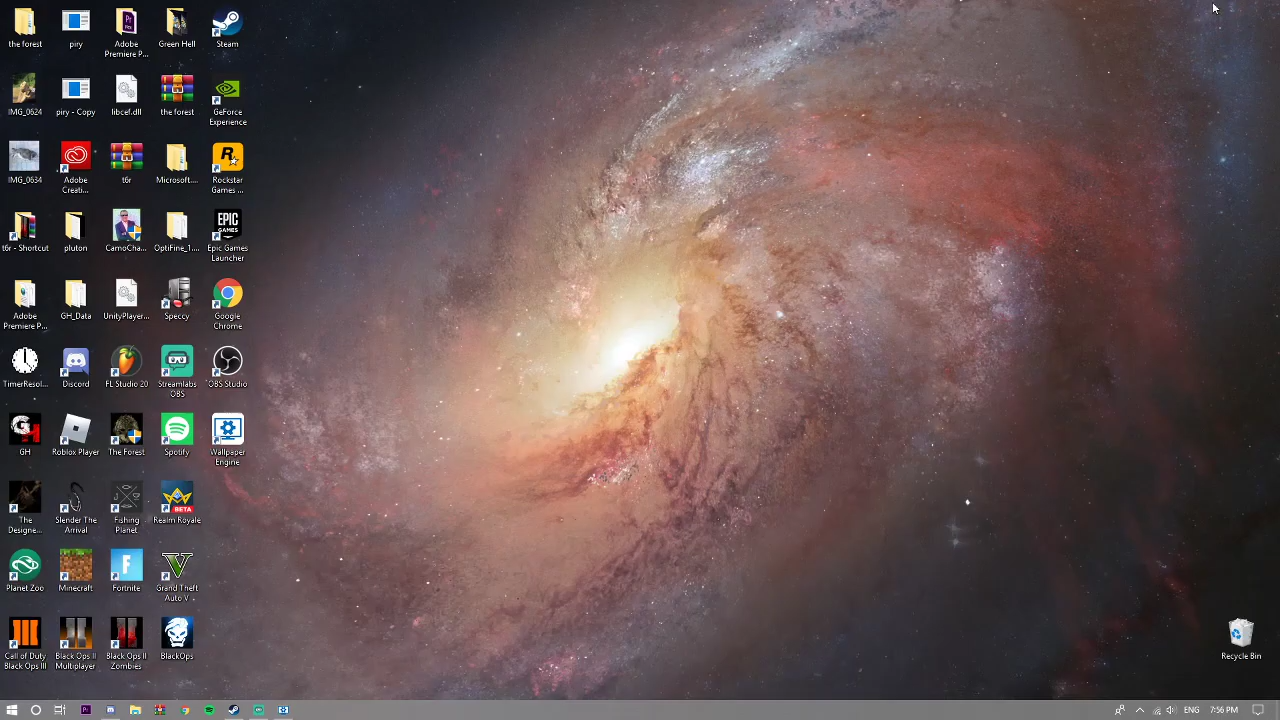 the forest
piry
Adobe
Premiere P...
Green Hell
Steam
IMG_0624
piry - Copy
libcef.dll
the forest
GeForce
Experience
IMG_0634
Adobe
Creati...
t6r
Microsoft....
Rockstar
Games ...
t6r - Shortcut
pluton
CamoCha...
OptiFine_1....
Epic Games
Launcher
Adobe
Premiere P...
GH_Data
UnityPlayer...
Speccy
Google
Chrome
TimerResol...
Discord
FL Studio 20
Streamlabs
OBS
OBS Studio
GH
Roblox Player
The Forest
Spotify
Wallpaper
Engine
The
Designe...
Slender The
Arrival
Fishing
Planet
Realm Royale
Planet Zoo
Minecraft
Fortnite
Grand Theft
Auto V
Call of Duty
Black Ops III
Black Ops II
Multiplayer
Black Ops II
Zombies
BlackOps
Recycle Bin
ENG
7:56 PM